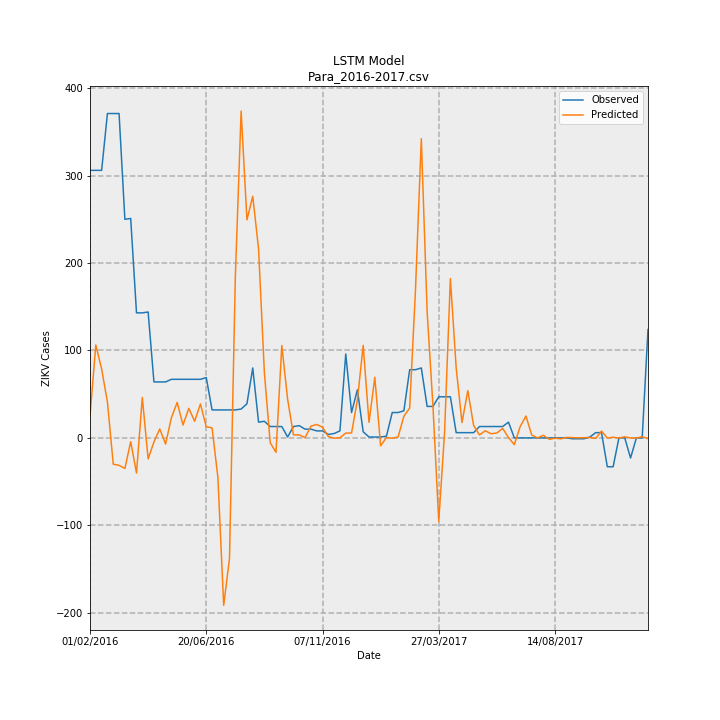 LSTM Model
Para_2016-2017.csv
Observed
Predicted
ZIKV Cases
400
300
200
100
0
−100
−200
01/02/2016 20/06/2016 07/11/2016 27/03/2017 14/08/2017
Date